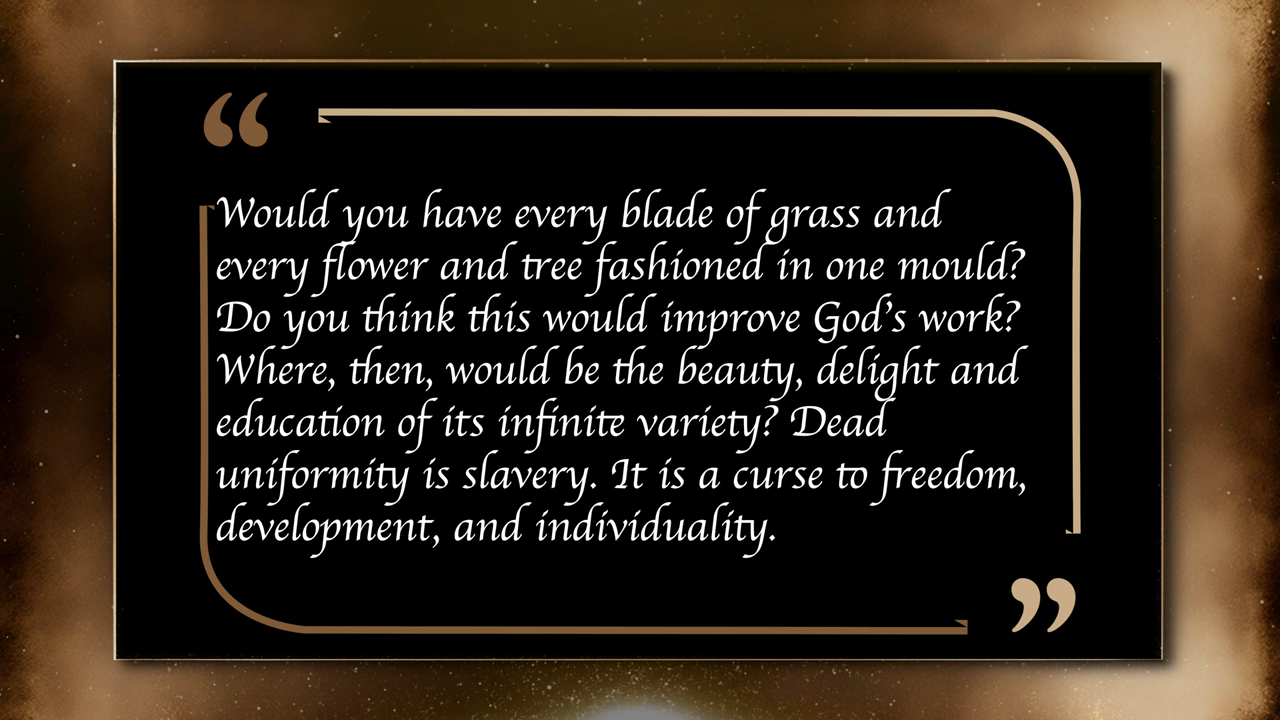 “
Would you have every blade of grass and
every flower and tree fashioned in one mould?
Do you think this would improve God’s work?
Where, then, would be the beauty, delight and
education of its infinite variety? Dead
uniformity is slavery. It is a curse to freedom,
development, and individuality.
”